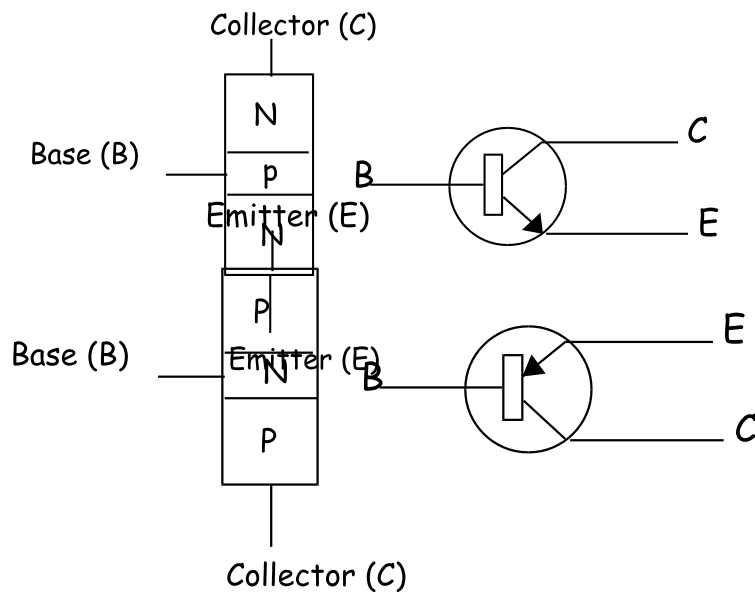 Collector (C)
N
C
Base (B)
p
B
Emitter (E)
E
N
P
E
Base (B)
Emitter (E)
N
B
P
C
Collector (C)